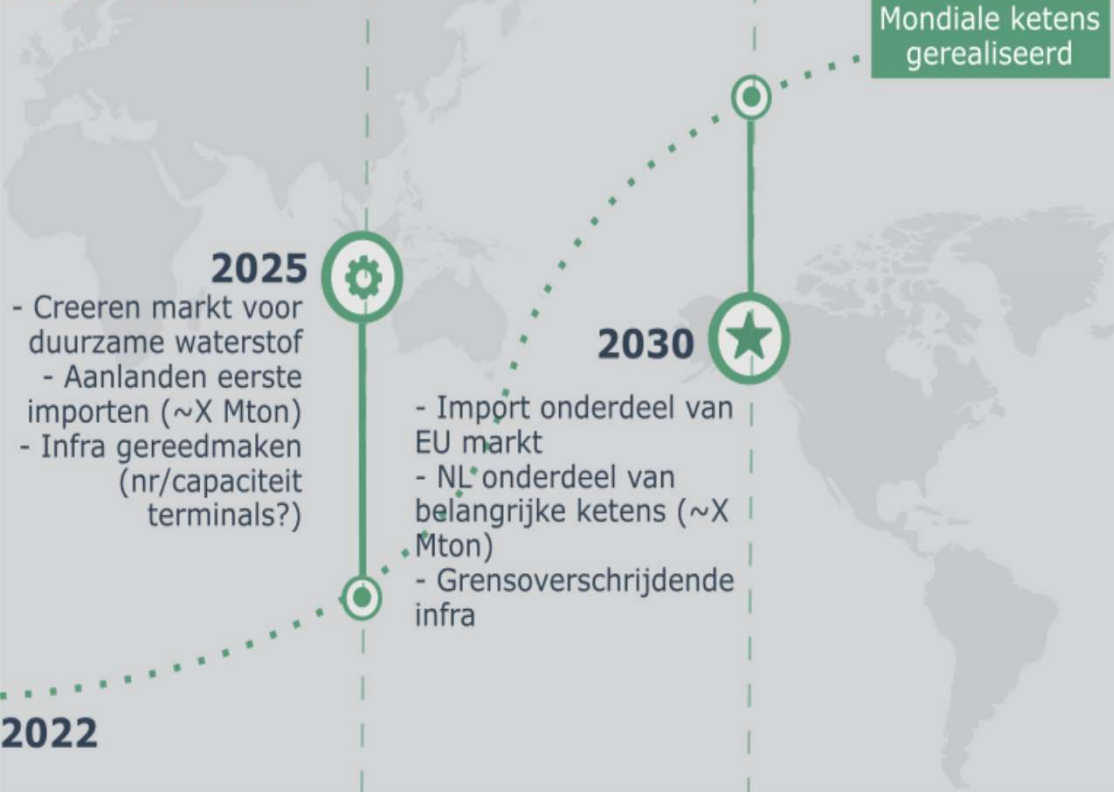 Mondiale ketens
gerealiseerd
2025
- Creeren markt voor
duurzame waterstof
- Aanlanden eerste
importen (~X Mton)
- Infra gereedmaken
(nr/capaciteit
terminals?)
2030
- Import onderdeel van
EU markt
- NL onderdeel van
belangrijke ketens (~X
Mton)
- Grensoverschrijdende
infra
2022